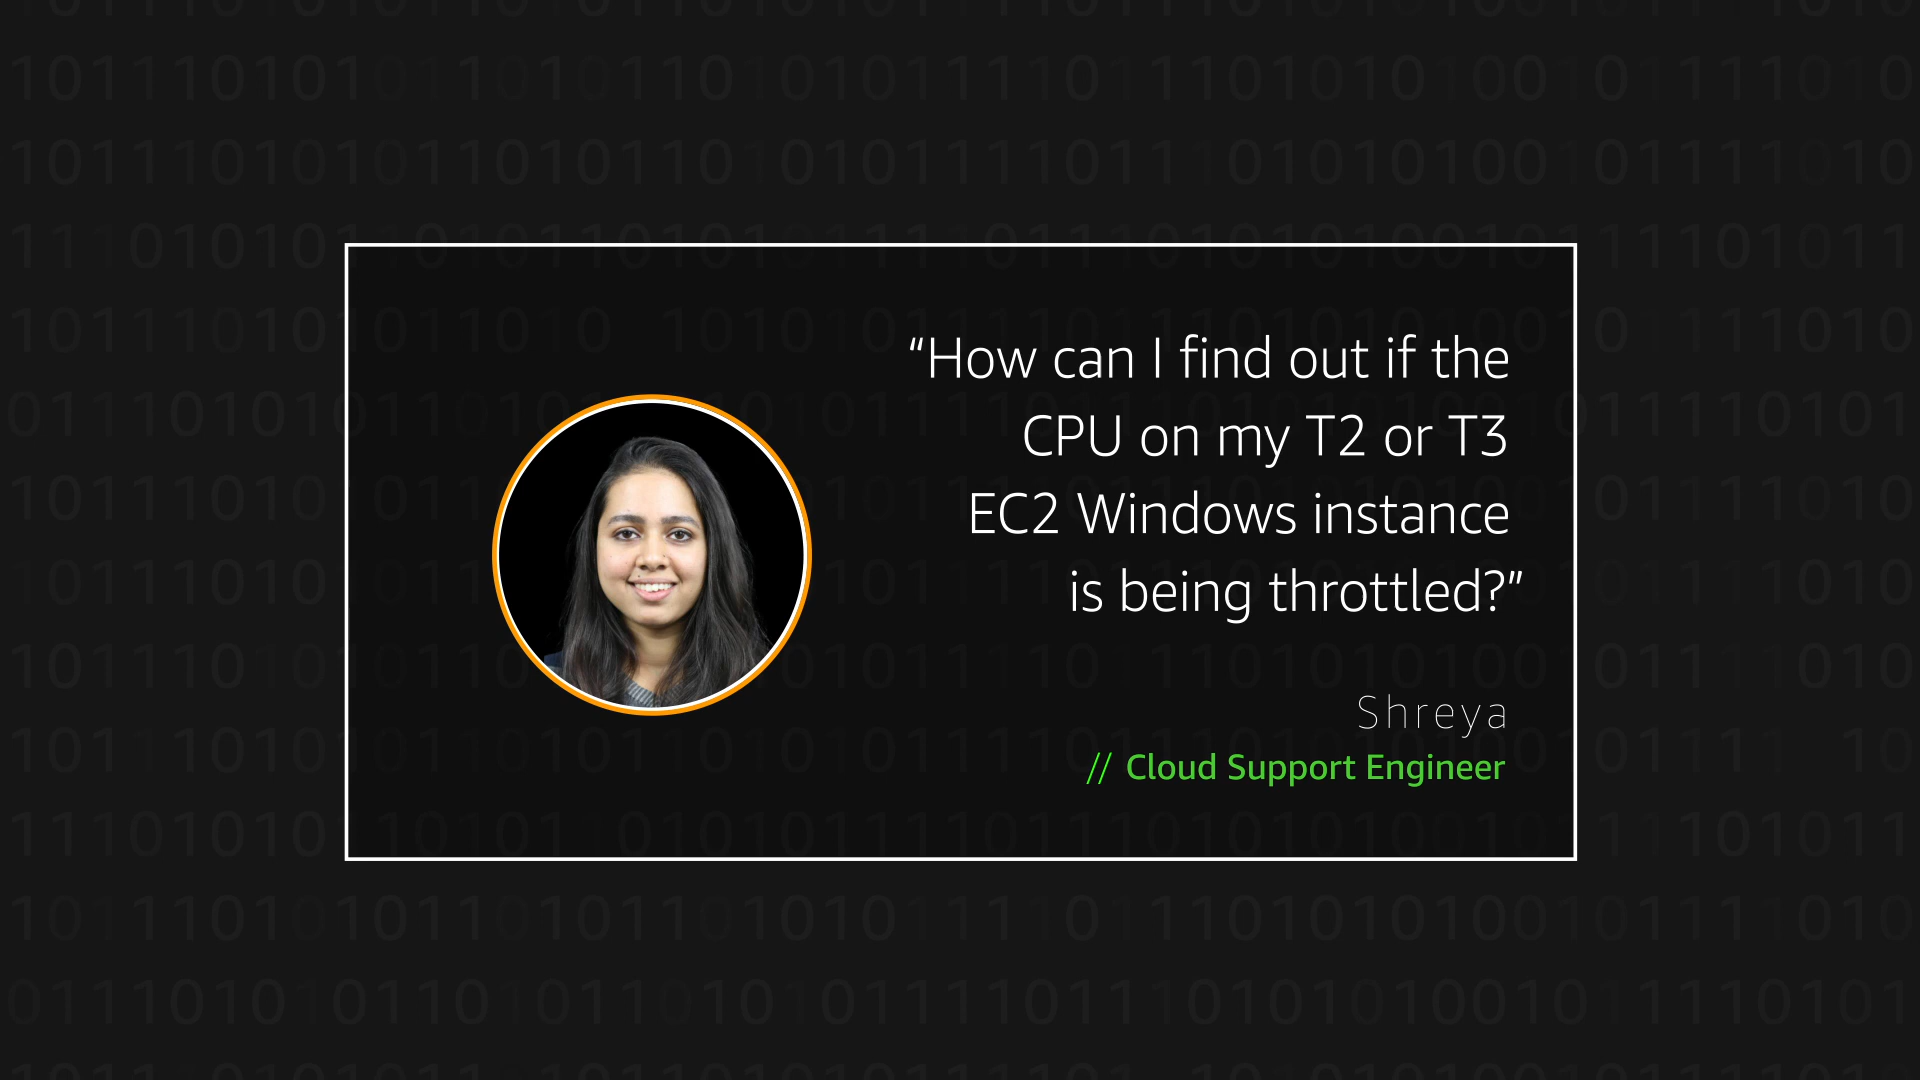 “How can I find out if the
CPU on my T2 or T3
EC2 Windows instance
is being throttled?”
Shreya
// Cloud Support Engineer